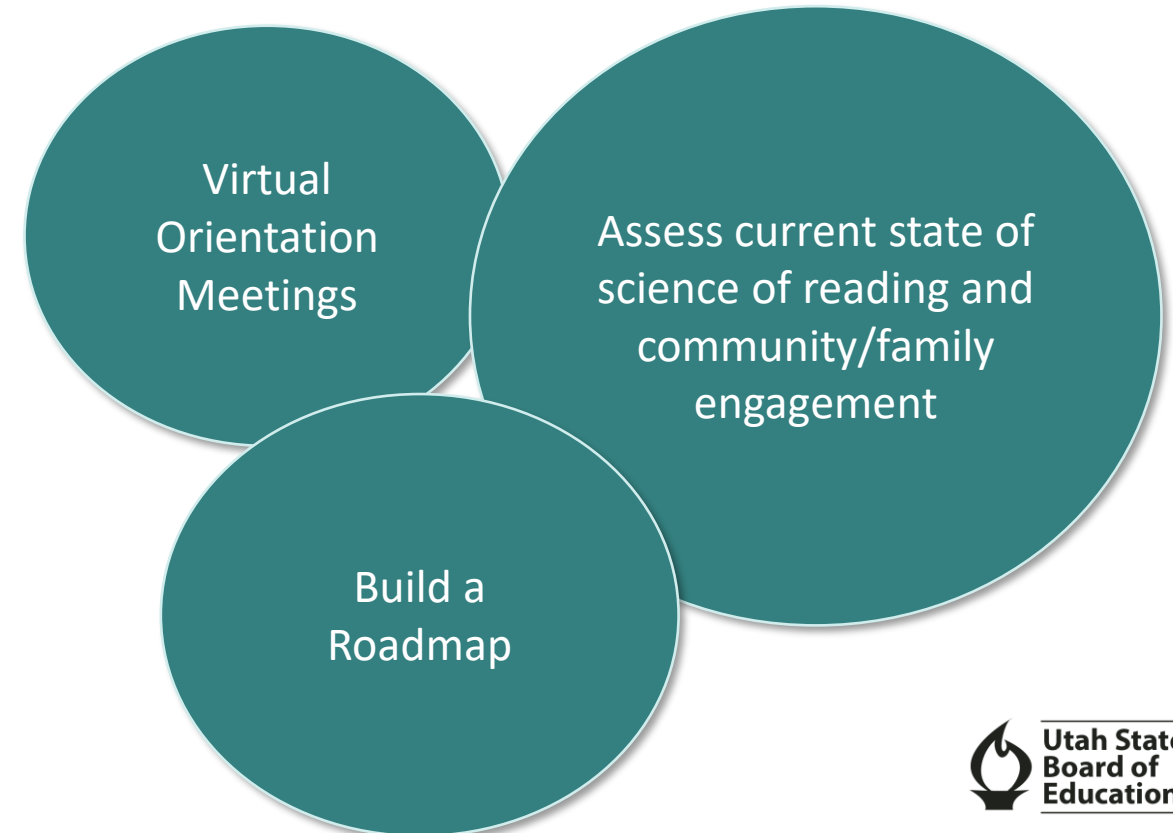 Virtual
Orientation
Meetings
Assess current state of
science of reading and
community/family
engagement
Build a
Roadmap
Utah State
Board of
Education